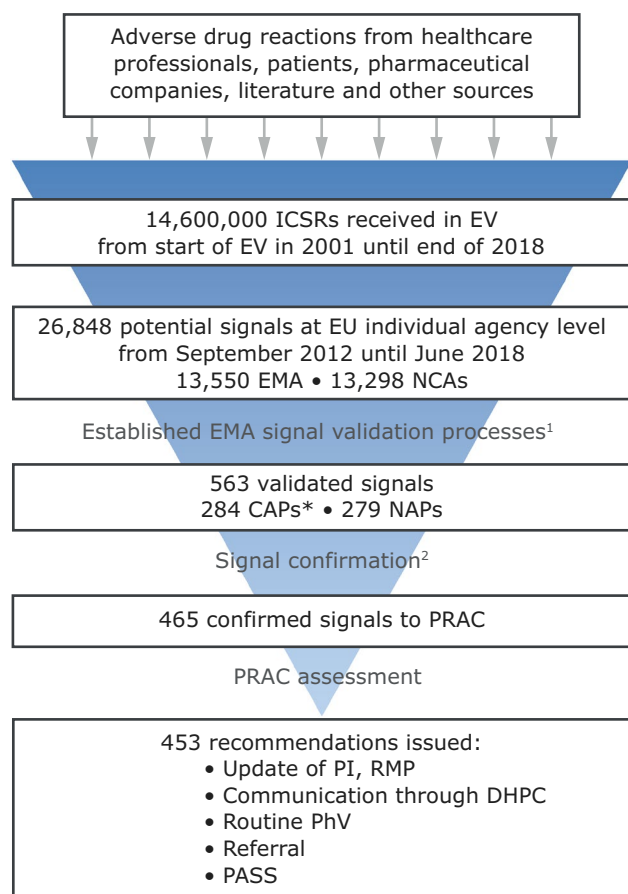 Adverse drug reactions from healthcare
professionals, patients, pharmaceutical
companies, literature and other sources
14,600,000 ICSRs received in EV
from start of EV in 2001 until end of 2018
26,848 potential signals at EU individual agency level
from September 2012 until June 2018
13,550 EMA • 13,298 NCAs
Established EMA signal validation processes¹
563 validated signals
284 CAPs* • 279 NAPs
Signal confirmation²
465 confirmed signals to PRAC
PRAC assessment
453 recommendations issued:
• Update of PI, RMP
• Communication through DHPC
• Routine PhV
• Referral
• PASS